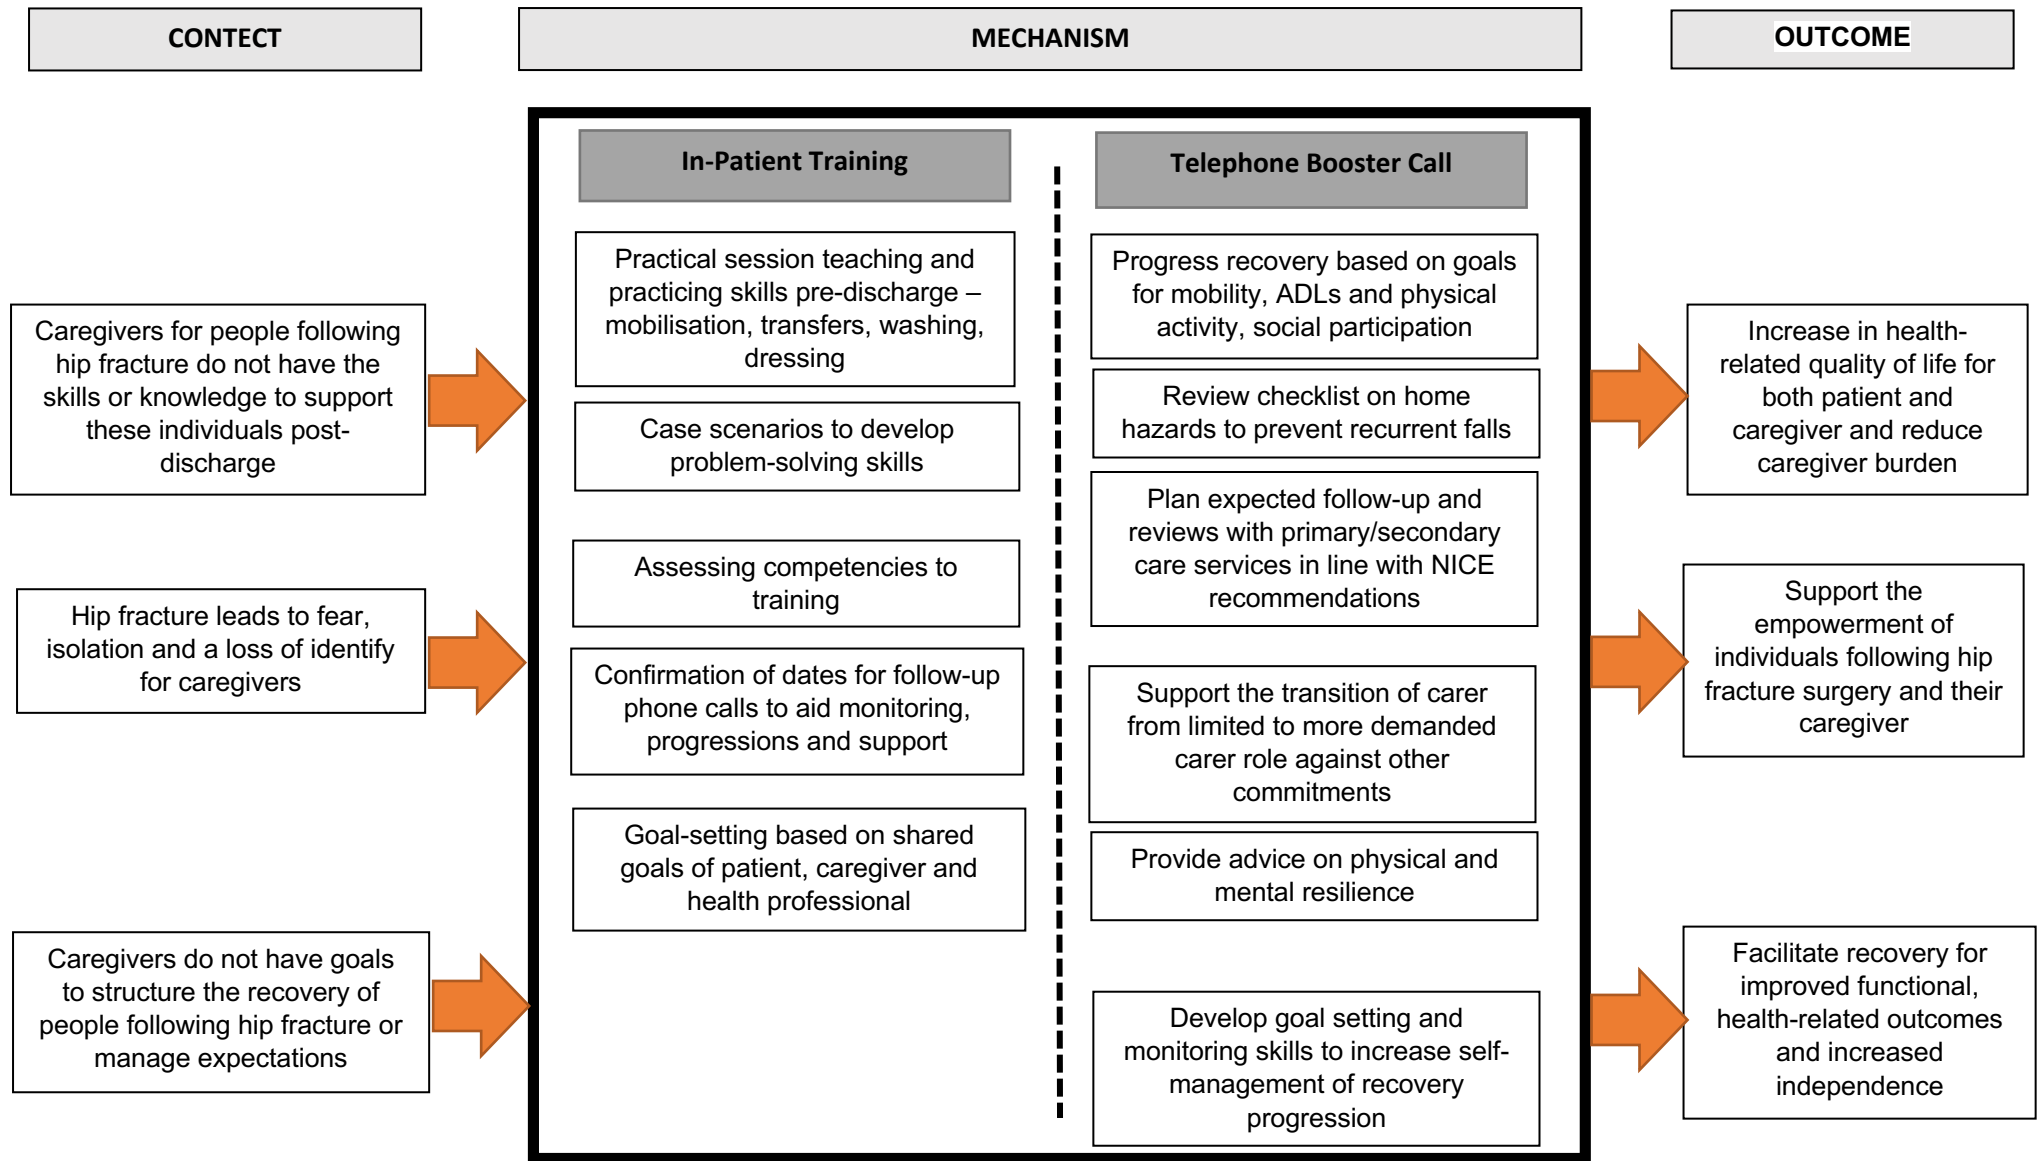 CONTECT
MECHANISM
OUTCOME
Caregivers for people following
hip fracture do not have the
skills or knowledge to support
these individuals post-
discharge
Hip fracture leads to fear,
isolation and a loss of identify
for caregivers
Caregivers do not have goals
to structure the recovery of
people following hip fracture or
manage expectations
In-Patient Training
Practical session teaching and
practicing skills pre-discharge –
mobilisation, transfers, washing,
dressing
Case scenarios to develop
problem-solving skills
Assessing competencies to
training
Confirmation of dates for follow-up
phone calls to aid monitoring,
progressions and support
Goal-setting based on shared
goals of patient, caregiver and
health professional
Telephone Booster Call
Progress recovery based on goals
for mobility, ADLs and physical
activity, social participation
Review checklist on home
hazards to prevent recurrent falls
Plan expected follow-up and
reviews with primary/secondary
care services in line with NICE
recommendations
Support the transition of carer
from limited to more demanded
carer role against other
commitments
Provide advice on physical and
mental resilience
Develop goal setting and
monitoring skills to increase self-
management of recovery
progression
Increase in health-
related quality of life for
both patient and
caregiver and reduce
caregiver burden
Support the
empowerment of
individuals following hip
fracture surgery and their
caregiver
Facilitate recovery for
improved functional,
health-related outcomes
and increased
independence